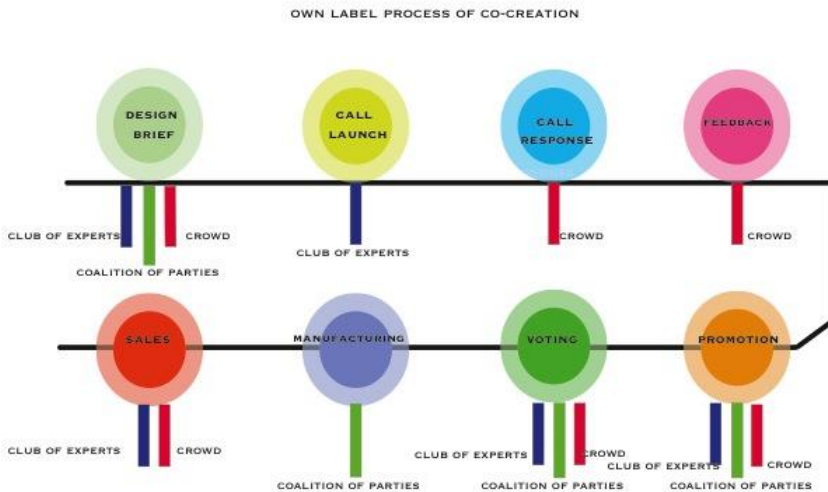 OWN LABEL PROCESS OF CO-CREATION
DESIGN
BRIEF
CALL
LAUNCH
CALL
RESPONSE
FEEDBACK
CLUB OF EXPERTS
CROWD
COALITION OF PARTIES
CLUB OF EXPERTS
CROWD
CROWD
SALES
MANUFACTURING
VOTING
PROMOTION
CLUB OF EXPERTS
CROWD
COALITION OF PARTIES
CLUB OF EXPERTS
CROWD
COALITION OF PARTIES
CLUB OF EXPERTS
CROWD
COALITION OF PARTIES